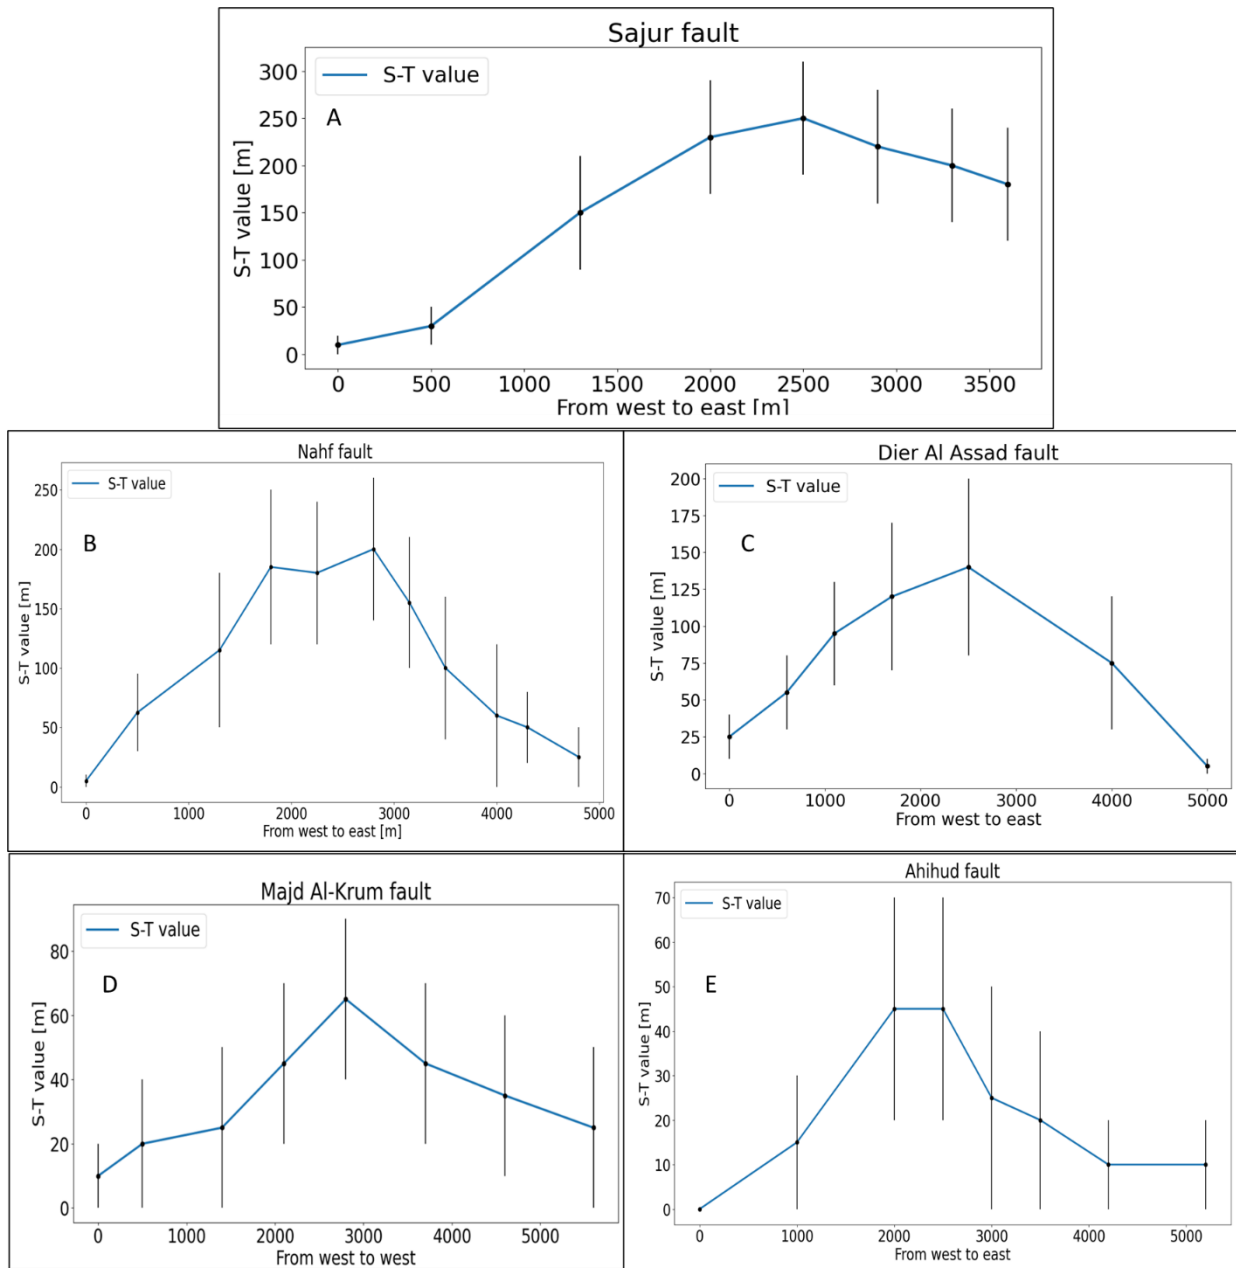 Sajur fault
S-T value
A
S-T value [m]
300
250
200
150
100
50
0
0 500 1000 1500 2000 2500 3000 3500
From west to east [m]
Nahf fault
S-T value
B
S-T value [m]
250
200
150
100
50
0
0 1000 2000 3000 4000 5000
From west to east [m]
Dier Al Assad fault
S-T value
C
S-T value [m]
200
175
150
125
100
75
50
25
0
0 1000 2000 3000 4000 5000
From west to east
Majd Al-Krum fault
S-T value
D
S-T value [m]
80
60
40
20
0
0 1000 2000 3000 4000 5000
From west to west
Ahihud fault
S-T value
E
S-T value [m]
70
60
50
40
30
20
10
0
0 1000 2000 3000 4000 5000
From west to east